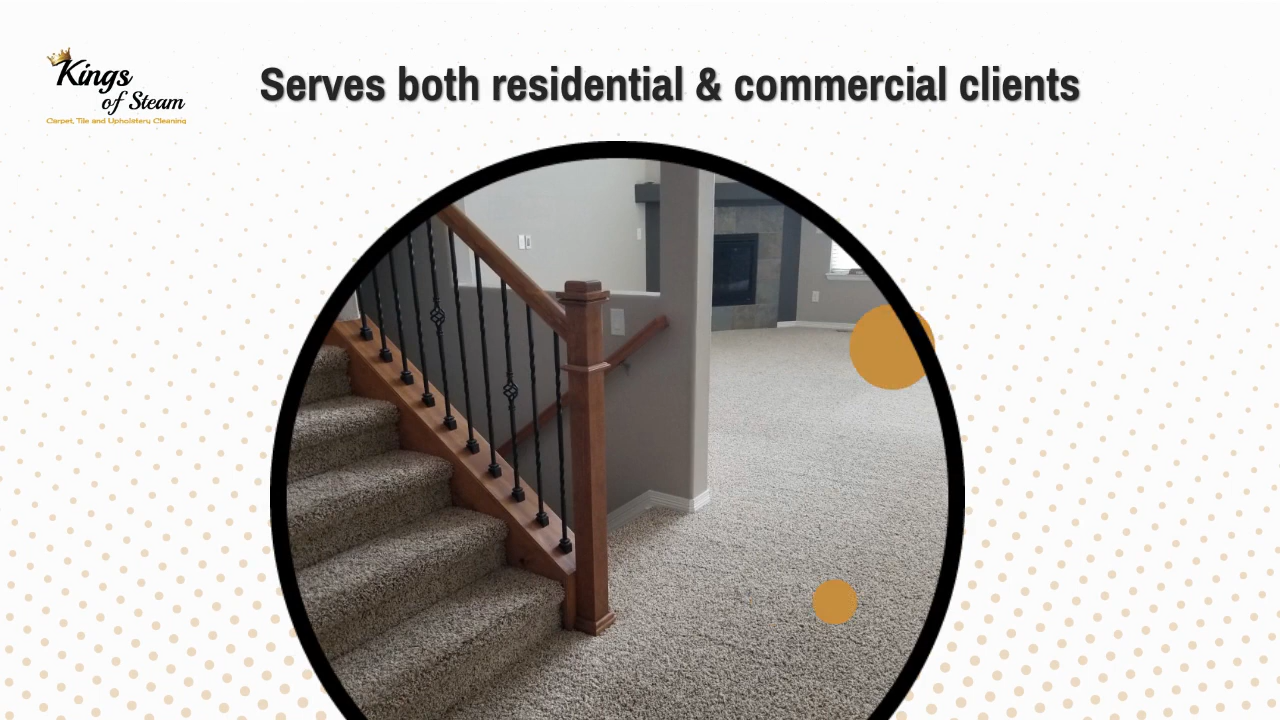 Kings
of Steam
Carpet, Tile and Upholstery Cleaning
Serves both residential & commercial clients